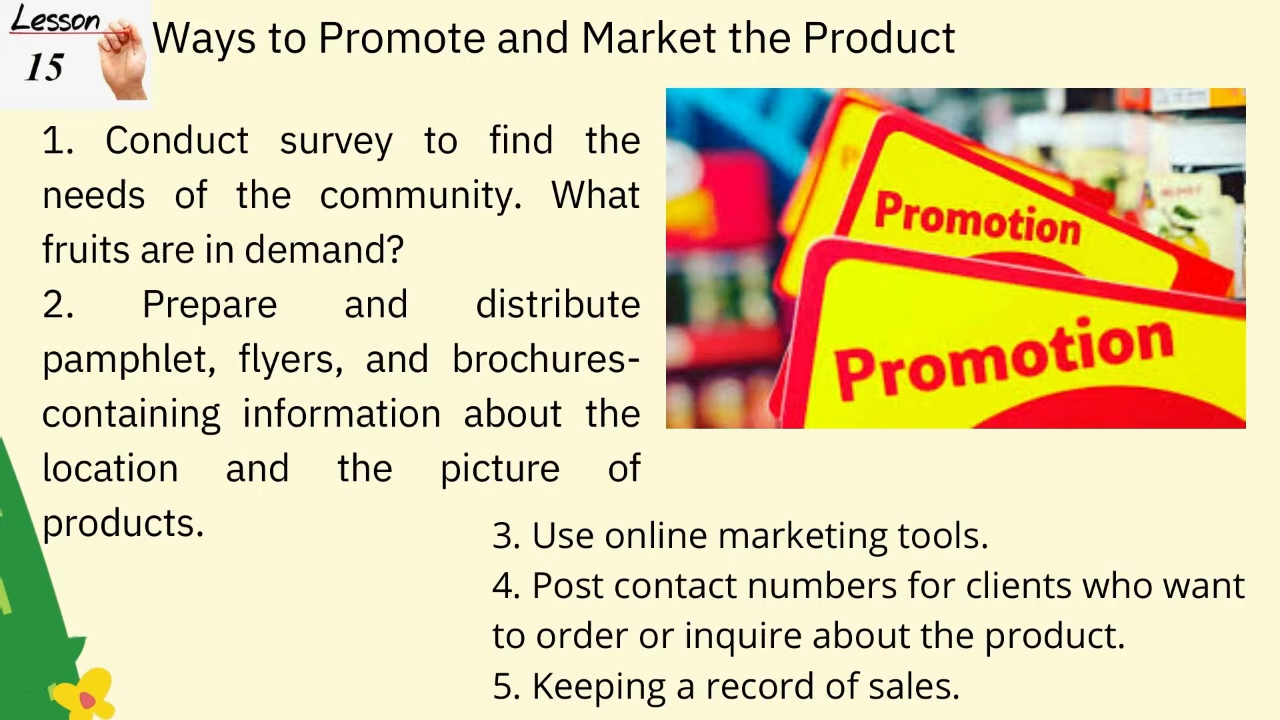 Lesson
15
Ways to Promote and Market the Product
1. Conduct survey to find the
needs of the community. What
fruits are in demand?
2. Prepare and distribute
pamphlet, flyers, and brochures-
containing information about the
location and the picture of
products.
Promotion
Promotion
3. Use online marketing tools.
4. Post contact numbers for clients who want
to order or inquire about the product.
5. Keeping a record of sales.